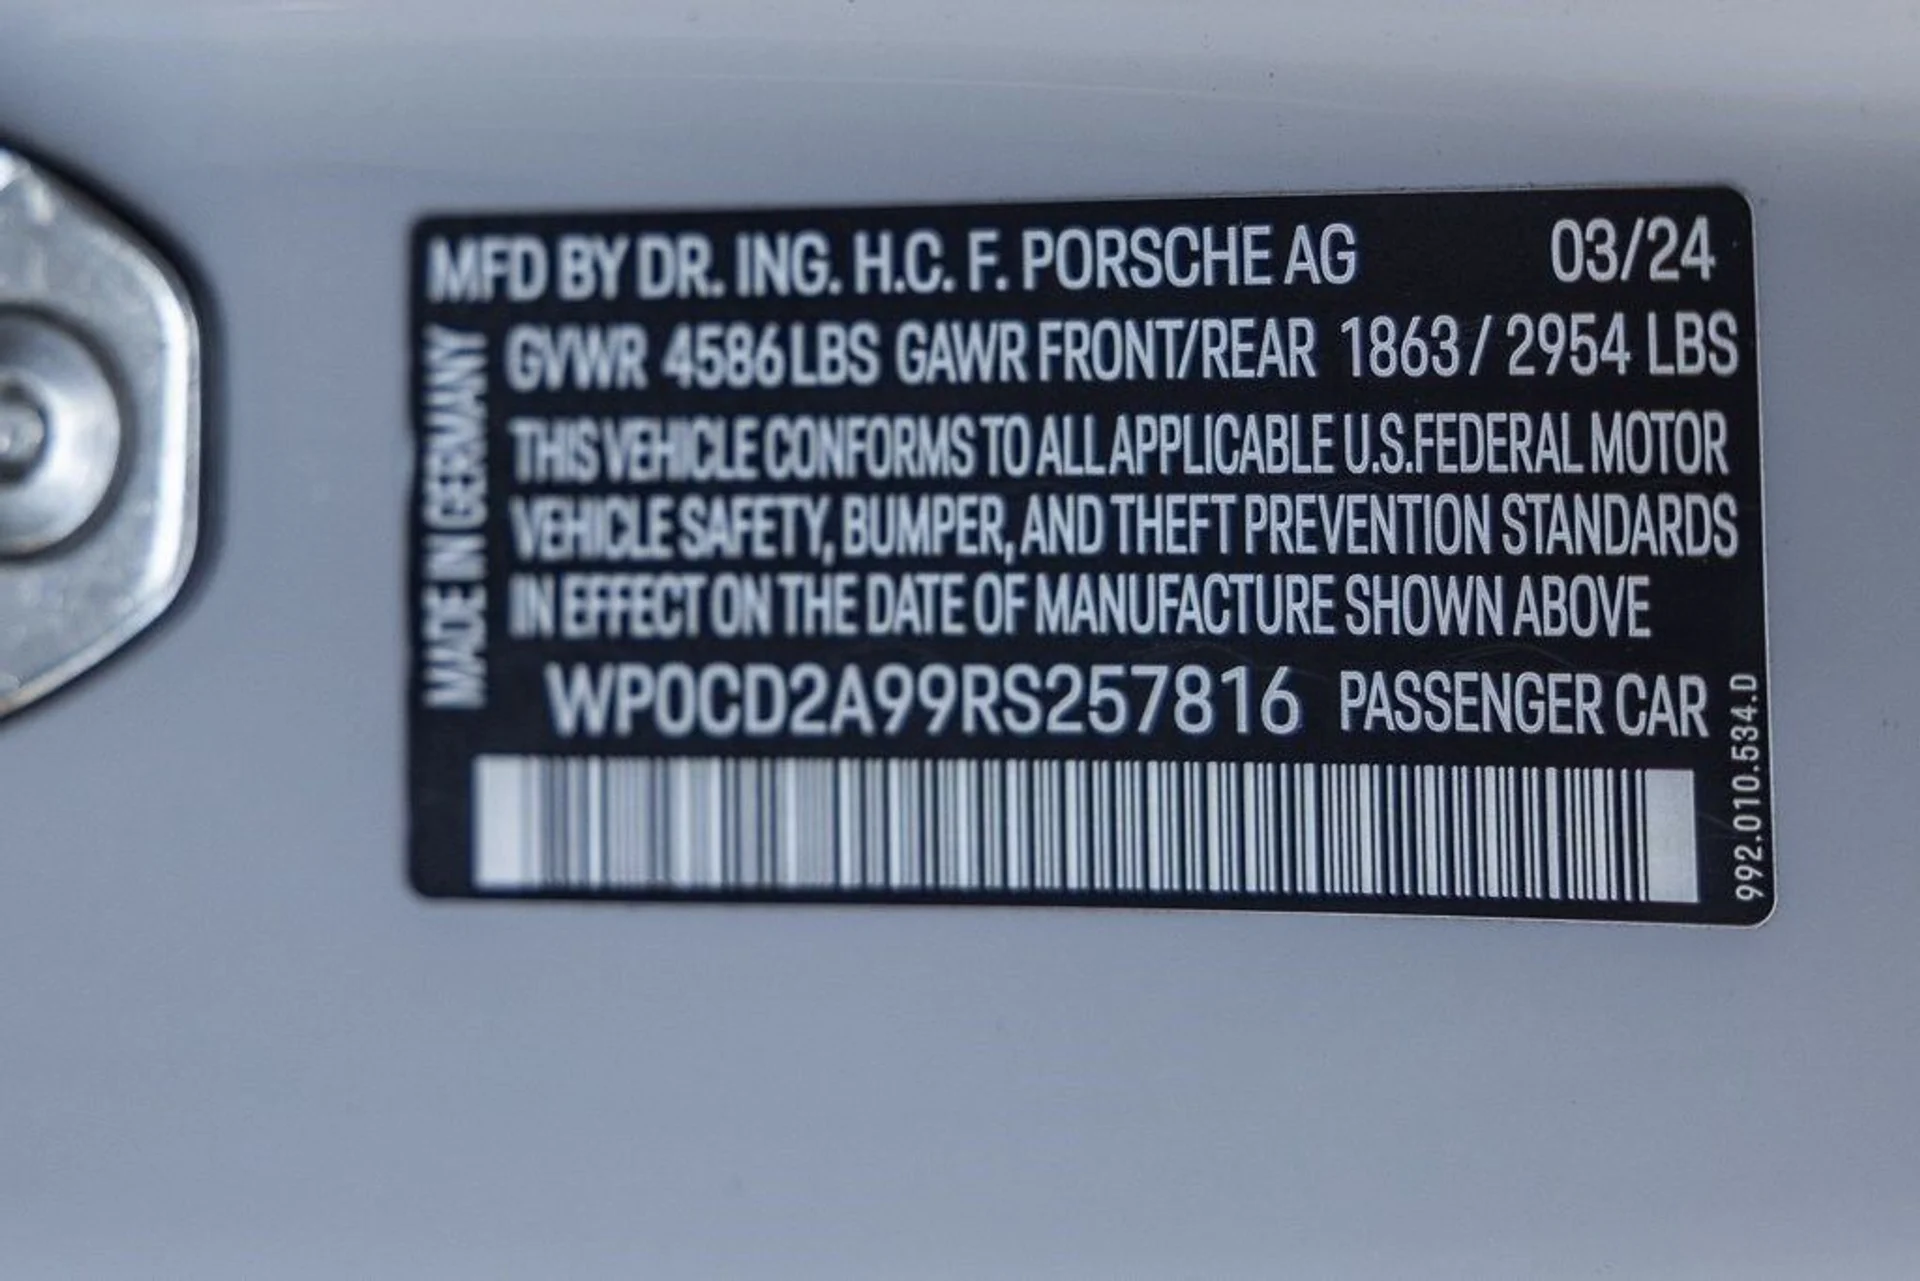 MFD BY DR. ING. H.C. F. PORSCHE AG 03/24
MADE IN GERMANY
GVWR 4586 LBS GAWR FRONT/REAR 1863 / 2954 LBS
THIS VEHICLE CONFORMS TO ALL APPLICABLE U.S.FEDERAL MOTOR
VEHICLE SAFETY, BUMPER, AND THEFT PREVENTION STANDARDS
IN EFFECT ON THE DATE OF MANUFACTURE SHOWN ABOVE
WP0CD2A99RS257816 PASSENGER CAR
992.010.534.D